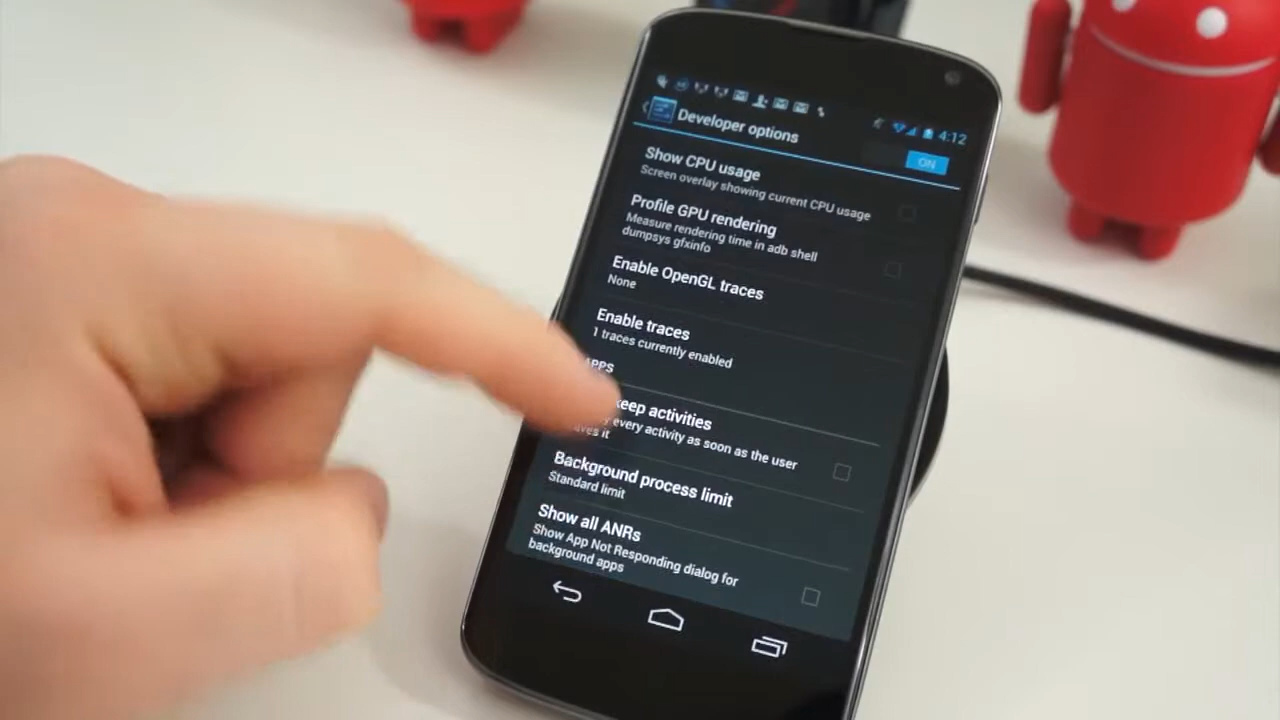 4:12
Developer options
ON
Show CPU usage
Screen overlay showing current CPU usage
Profile GPU rendering
Measure rendering time in adb shell
dumpsys gfxinfo
Enable OpenGL traces
None
Enable traces
1 traces currently enabled
APPS
keep activities
every activity as soon as the user
it
Background process limit
Standard limit
Show all ANRs
Show App Not Responding dialog for
background apps